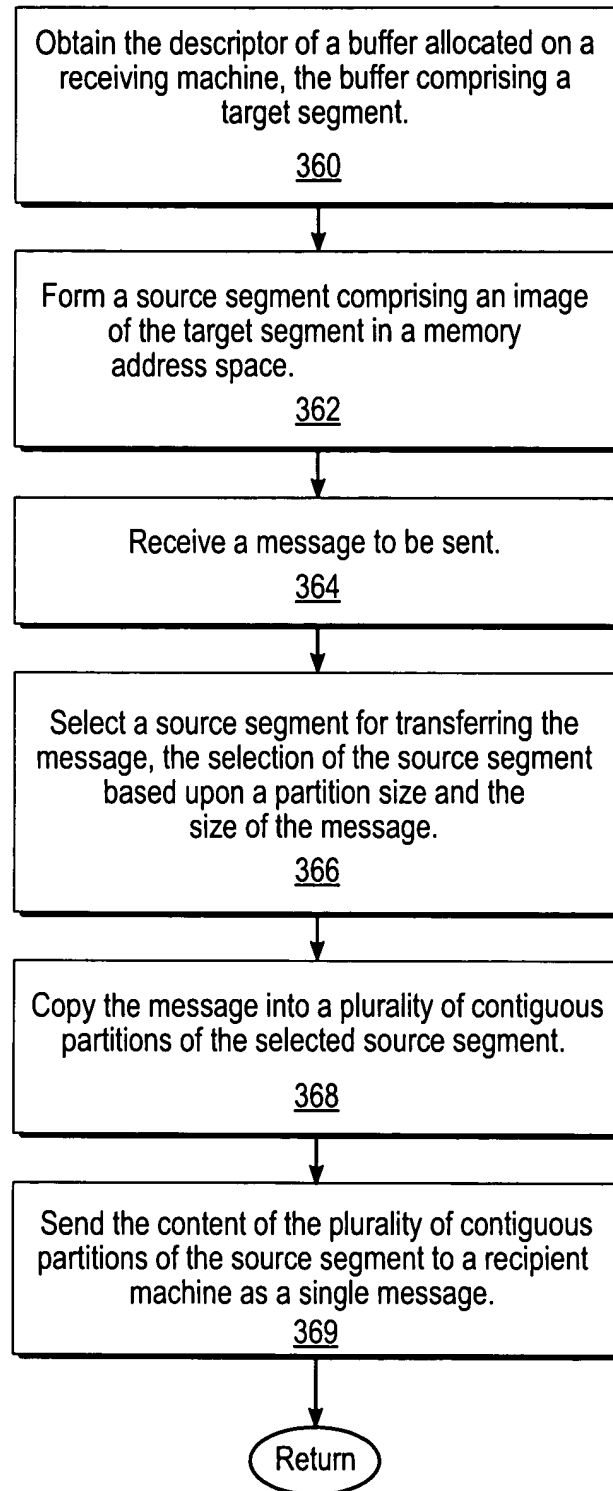 Obtain the descriptor of a buffer allocated on a
receiving machine, the buffer comprising a
target segment.
360
Form a source segment comprising an image
of the target segment in a memory
address space.
362
Receive a message to be sent.
364
Select a source segment for transferring the
message, the selection of the source segment
based upon a partition size and the
size of the message.
366
Copy the message into a plurality of contiguous
partitions of the selected source segment.
368
Send the content of the plurality of contiguous
partitions of the source segment to a recipient
machine as a single message.
369
Return